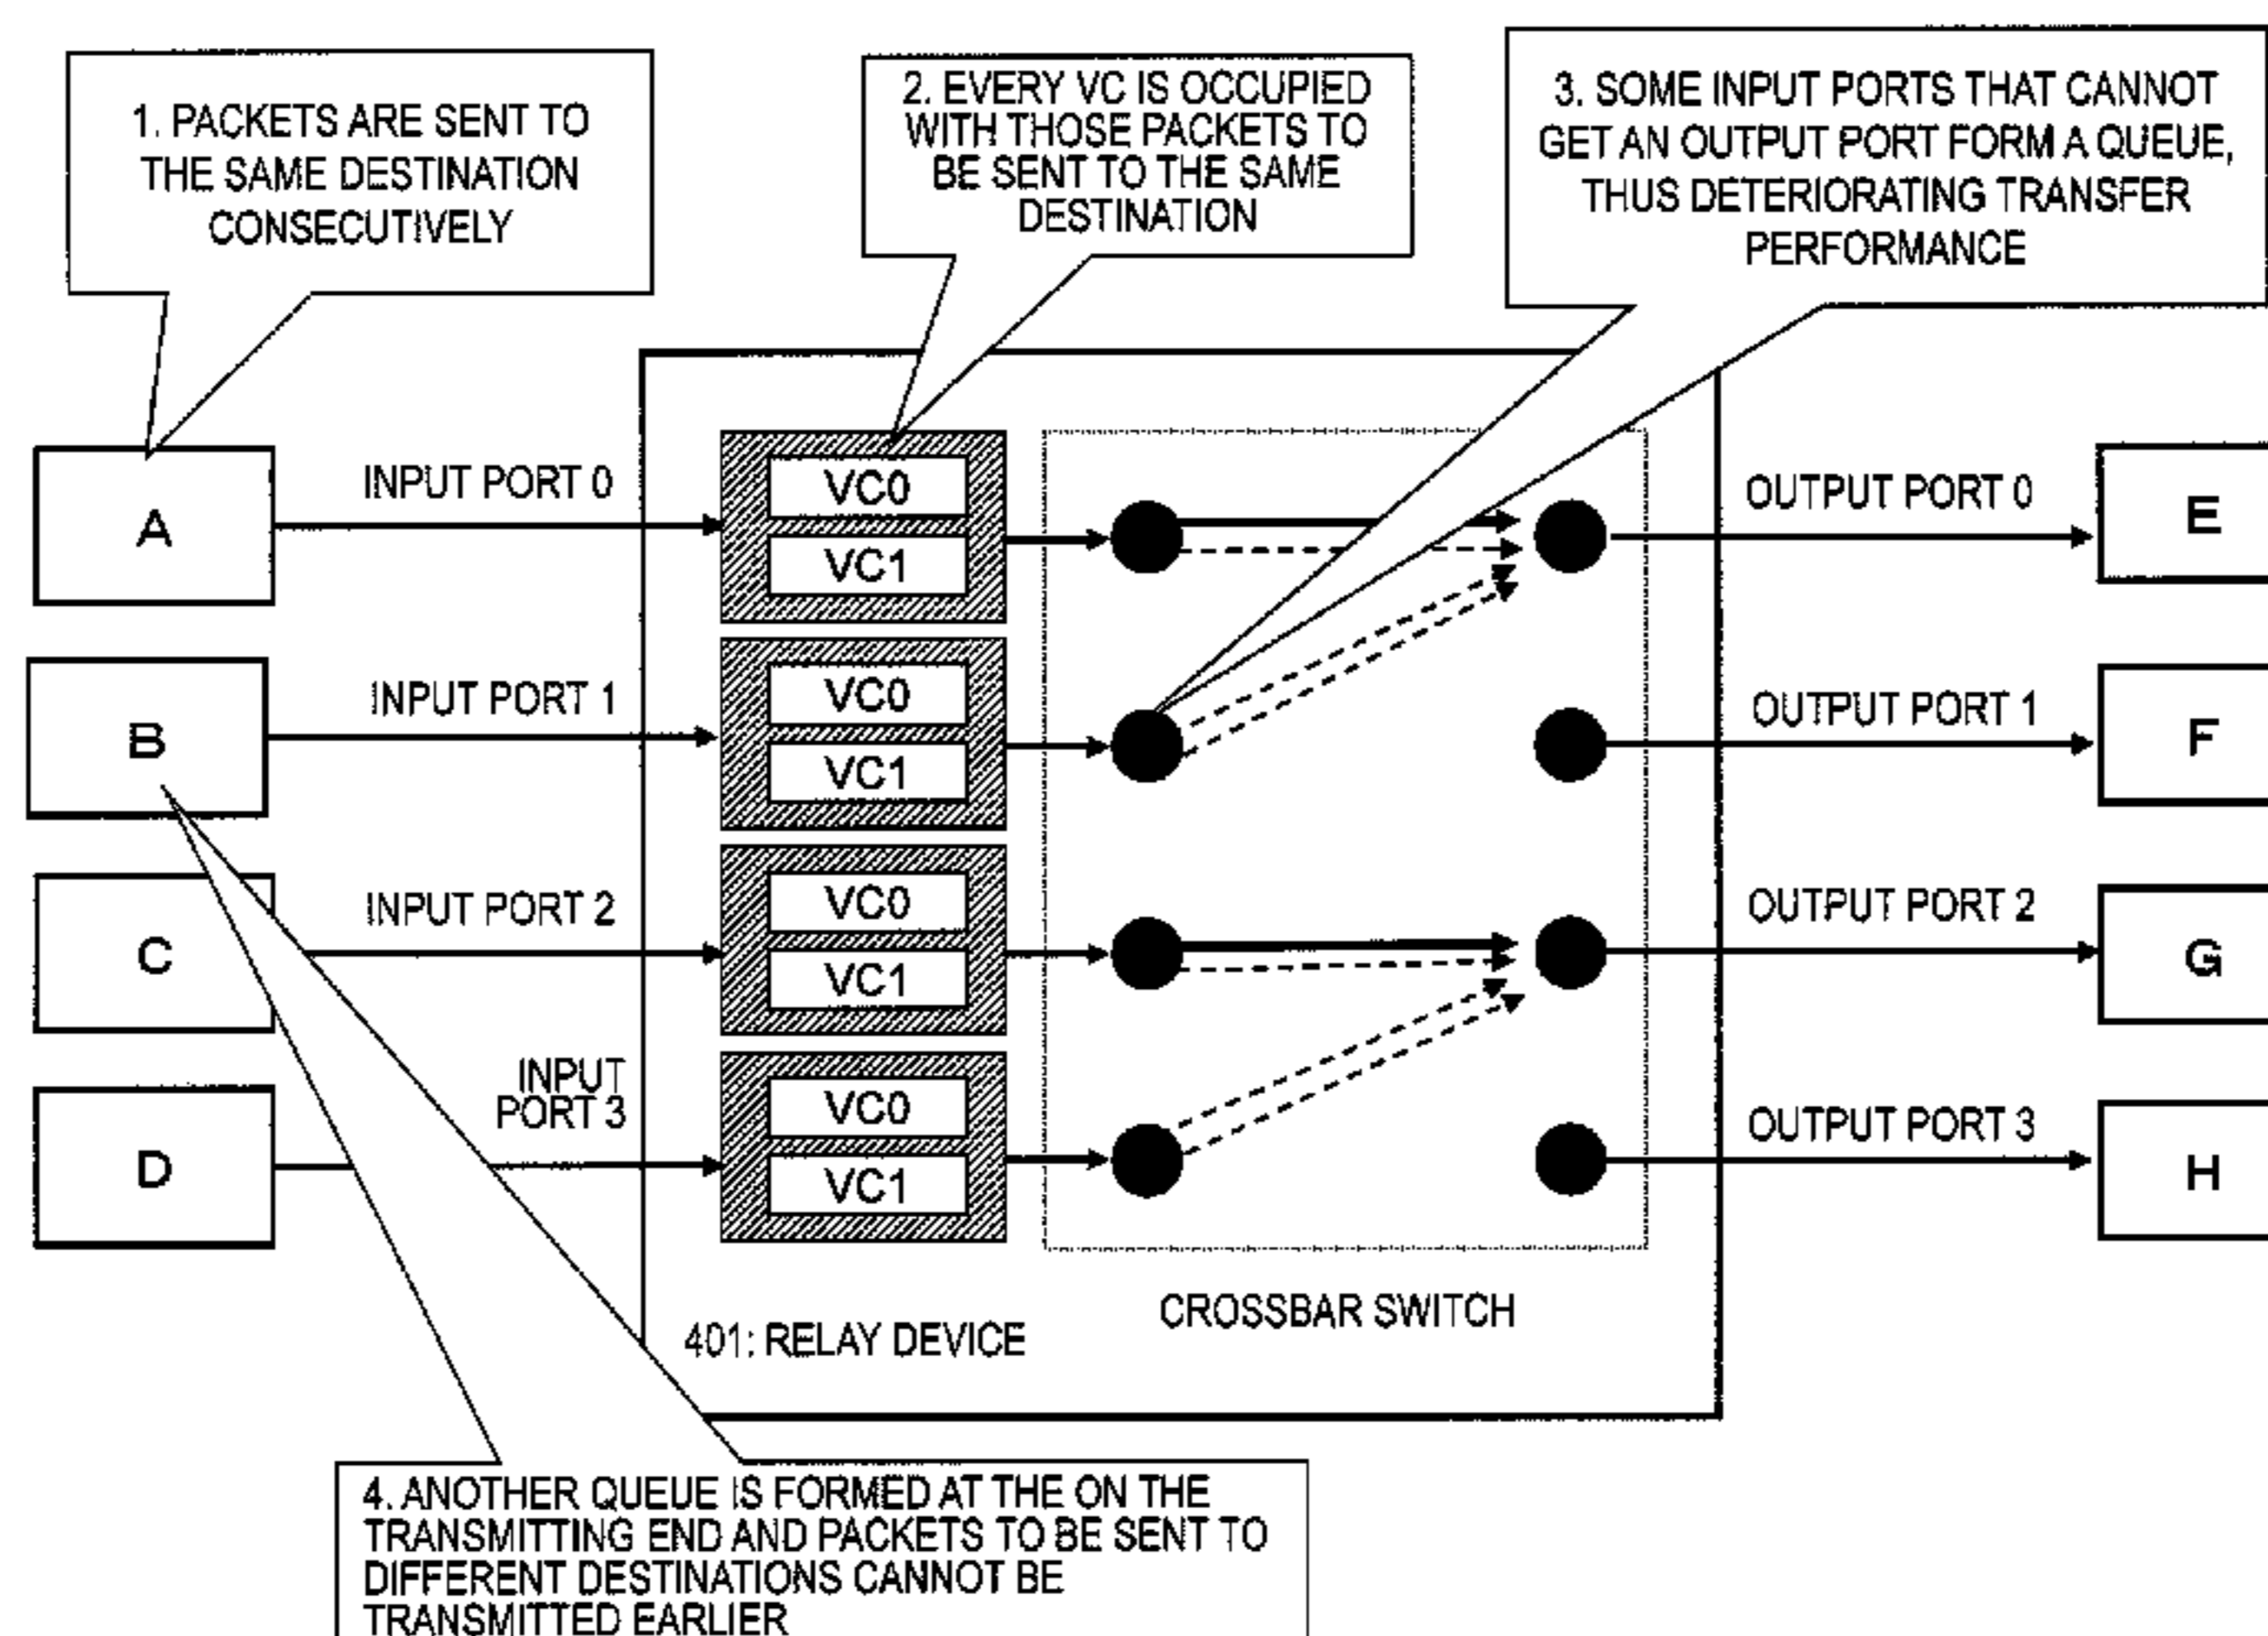 1. PACKETS ARE SENT TO
THE SAME DESTINATION
CONSECUTIVELY
2. EVERY VC IS OCCUPIED
WITH THOSE PACKETS TO
BE SENT TO THE SAME
DESTINATION
3. SOME INPUT PORTS THAT CANNOT
GET AN OUTPUT PORT FORM A QUEUE,
THUS DETERIORATING TRANSFER
PERFORMANCE
A
INPUT PORT 0
VC0
VC1
OUTPUT PORT 0
E
B
INPUT PORT 1
VC0
VC1
OUTPUT PORT 1
F
C
INPUT PORT 2
VC0
VC1
OUTPUT PORT 2
G
D
INPUT
PORT 3
VC0
VC1
OUTPUT PORT 3
H
CROSSBAR SWITCH
401: RELAY DEVICE
4. ANOTHER QUEUE IS FORMED AT THE ON THE
TRANSMITTING END AND PACKETS TO BE SENT TO
DIFFERENT DESTINATIONS CANNOT BE
TRANSMITTED EARLIER